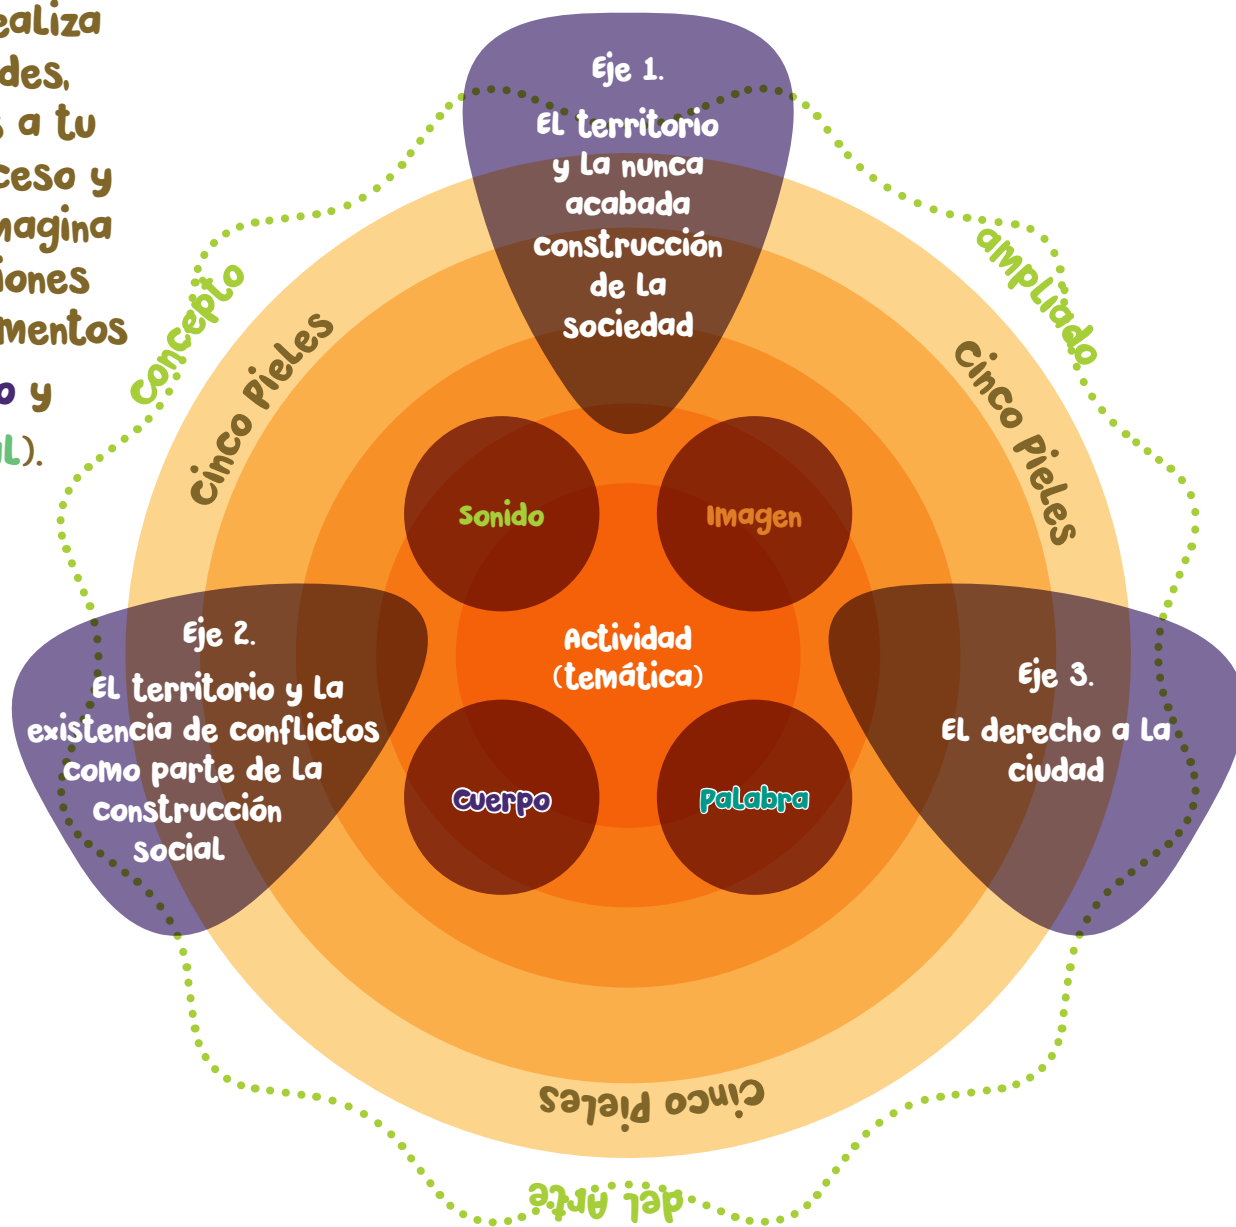 ealiza
des,
s a tu
ceso y
magina
iones
mentos
o y
al).
Eje 1.
El territorio
y la nunca
acabada
construcción
de la
sociedad
concepto
ampliado
Cinco Pieles
Cinco Pieles
Sonido
Imagen
Actividad
(temática)
Eje 2.
El territorio y la
existencia de conflictos
como parte de la
construcción
social
Eje 3.
El derecho a la
ciudad
Cuerpo
Palabra
Cinco Pieles
del Arte